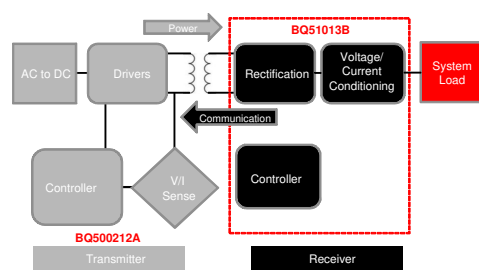 Power
BQ51013B
AC to DC
Drivers
Rectification
Voltage/
Current
Conditioning
System
Load
Communication
Controller
V/I
Sense
Controller
BQ500212A
Transmitter
Receiver